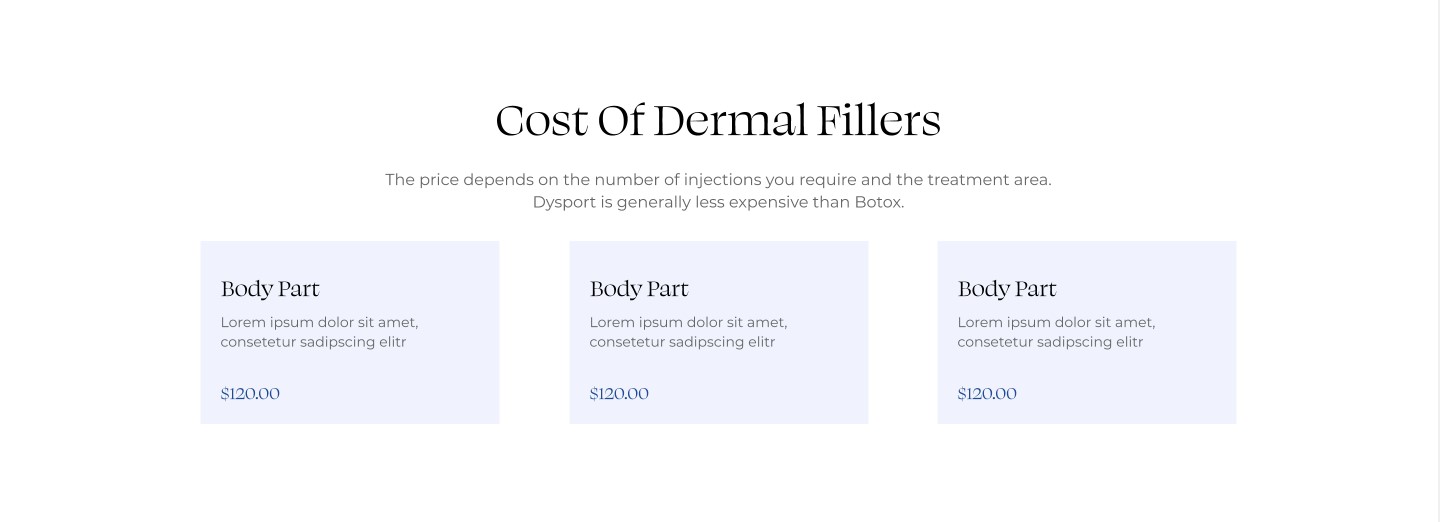 Cost Of Dermal Fillers
The price depends on the number of injections you require and the treatment area.
Dysport is generally less expensive than Botox.
Body Part
Lorem ipsum dolor sit amet,
consetetur sadipscing elitr
$120.00
Body Part
Lorem ipsum dolor sit amet,
consetetur sadipscing elitr
$120.00
Body Part
Lorem ipsum dolor sit amet,
consetetur sadipscing elitr
$120.00